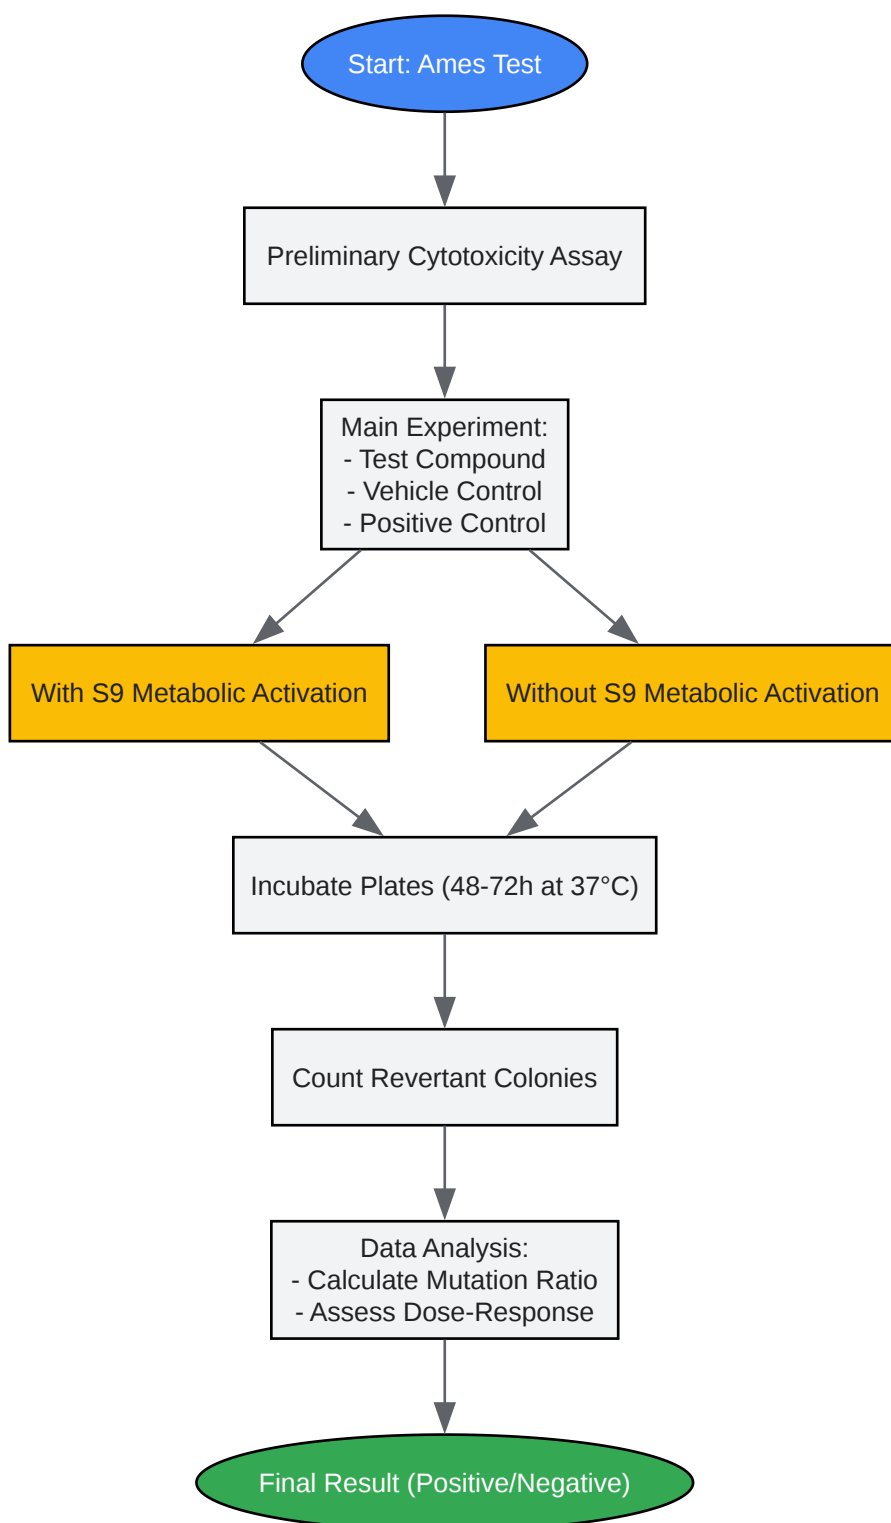 Start: Ames Test
Preliminary Cytotoxicity Assay
Main Experiment:
- Test Compound
- Vehicle Control
- Positive Control
With S9 Metabolic Activation
Without S9 Metabolic Activation
Incubate Plates (48-72h at 37°C)
Count Revertant Colonies
Data Analysis:
- Calculate Mutation Ratio
- Assess Dose-Response
Final Result (Positive/Negative)